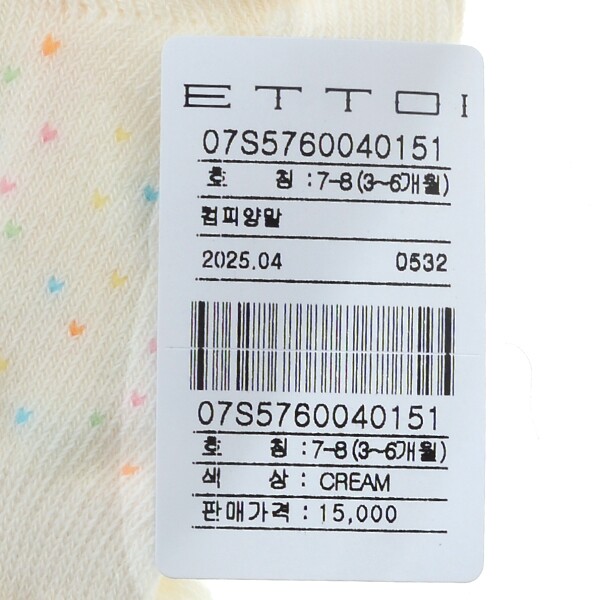 ETTOI
07S5760040151
호 칭 : 7-8 (3~6개월)
컴피양말
2025.04 0532
07S5760040151
호 칭 : 7-8 (3~6개월)
색 상 : CREAM
판매가격 : 15,000